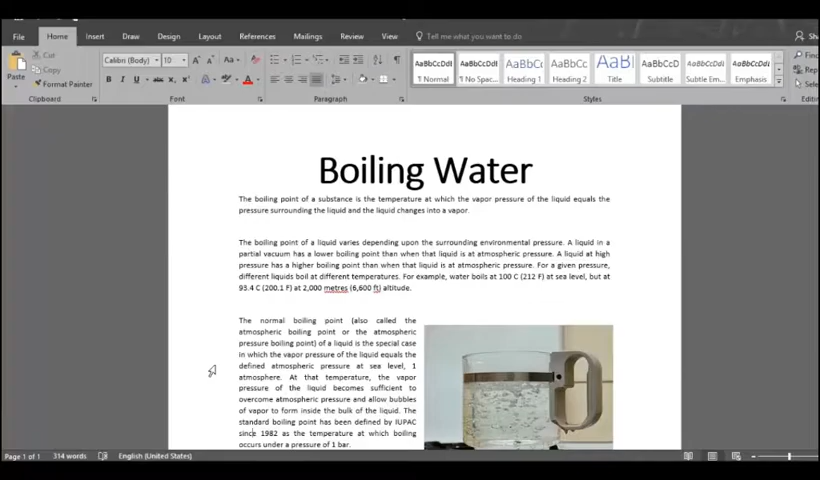 File Home Insert Draw Design Layout References Mailings Review View Tell me what you want to do
Cut
Copy
Paste
Format Painter
Clipboard
Calibri (Body) 10 Aa
B I U abc X₂ X² A A
Font
Paragraph
AaBbCcDdI AaBbCcDdI AaBbCc AaBbCcC AaBI AaBbCcD AaBbCcDdI AaBbCcDdI
¶ Normal ¶ No Spac... Heading 1 Heading 2 Title Subtitle Subtle Em... Emphasis
Styles
Boiling Water
The boiling point of a substance is the temperature at which the vapor pressure of the liquid equals the
pressure surrounding the liquid and the liquid changes into a vapor.
The boiling point of a liquid varies depending upon the surrounding environmental pressure. A liquid in a
partial vacuum has a lower boiling point than when that liquid is at atmospheric pressure. A liquid at high
pressure has a higher boiling point than when that liquid is at atmospheric pressure. For a given pressure,
different liquids boil at different temperatures. For example, water boils at 100 C (212 F) at sea level, but at
93.4 C (200.1 F) at 2,000 metres (6,600 ft) altitude.
The normal boiling point (also called the
atmospheric boiling point or the atmospheric
pressure boiling point) of a liquid is the special case
in which the vapor pressure of the liquid equals the
defined atmospheric pressure at sea level, 1
atmosphere. At that temperature, the vapor
pressure of the liquid becomes sufficient to
overcome atmospheric pressure and allow bubbles
of vapor to form inside the bulk of the liquid. The
standard boiling point has been defined by IUPAC
since 1982 as the temperature at which boiling
occurs under a pressure of 1 bar.
Page 1 of 1 314 words English (United States)